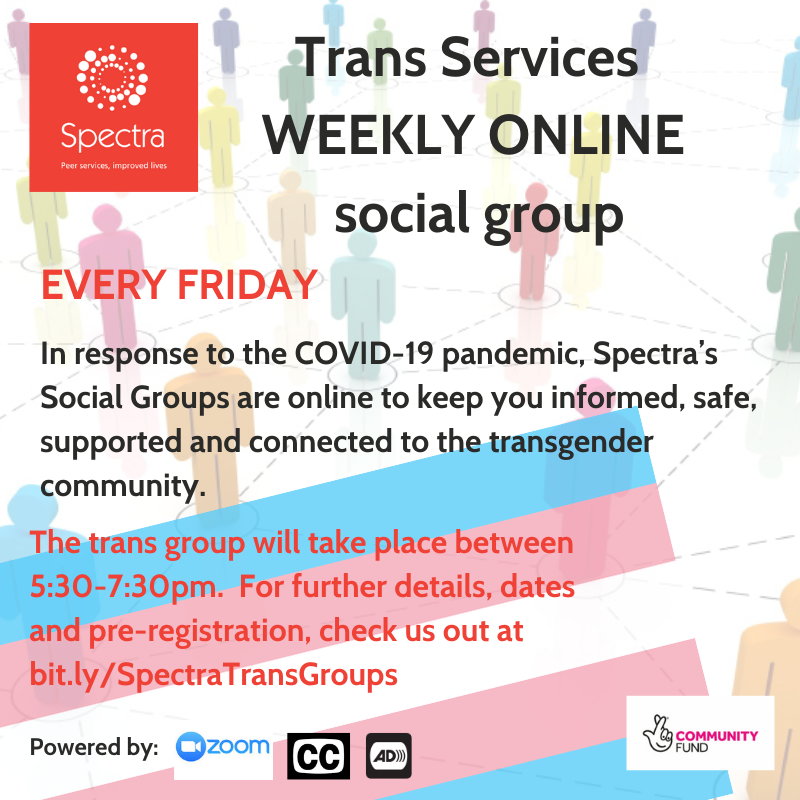 Spectra
Peer services, improved lives
Trans Services
WEEKLY ONLINE
social group
EVERY FRIDAY
In response to the COVID-19 pandemic, Spectra’s
Social Groups are online to keep you informed, safe,
supported and connected to the transgender
community.
The trans group will take place between
5:30-7:30pm. For further details, dates
and pre-registration, check us out at
bit.ly/SpectraTransGroups
Powered by: zoom CC AD
COMMUNITY
FUND